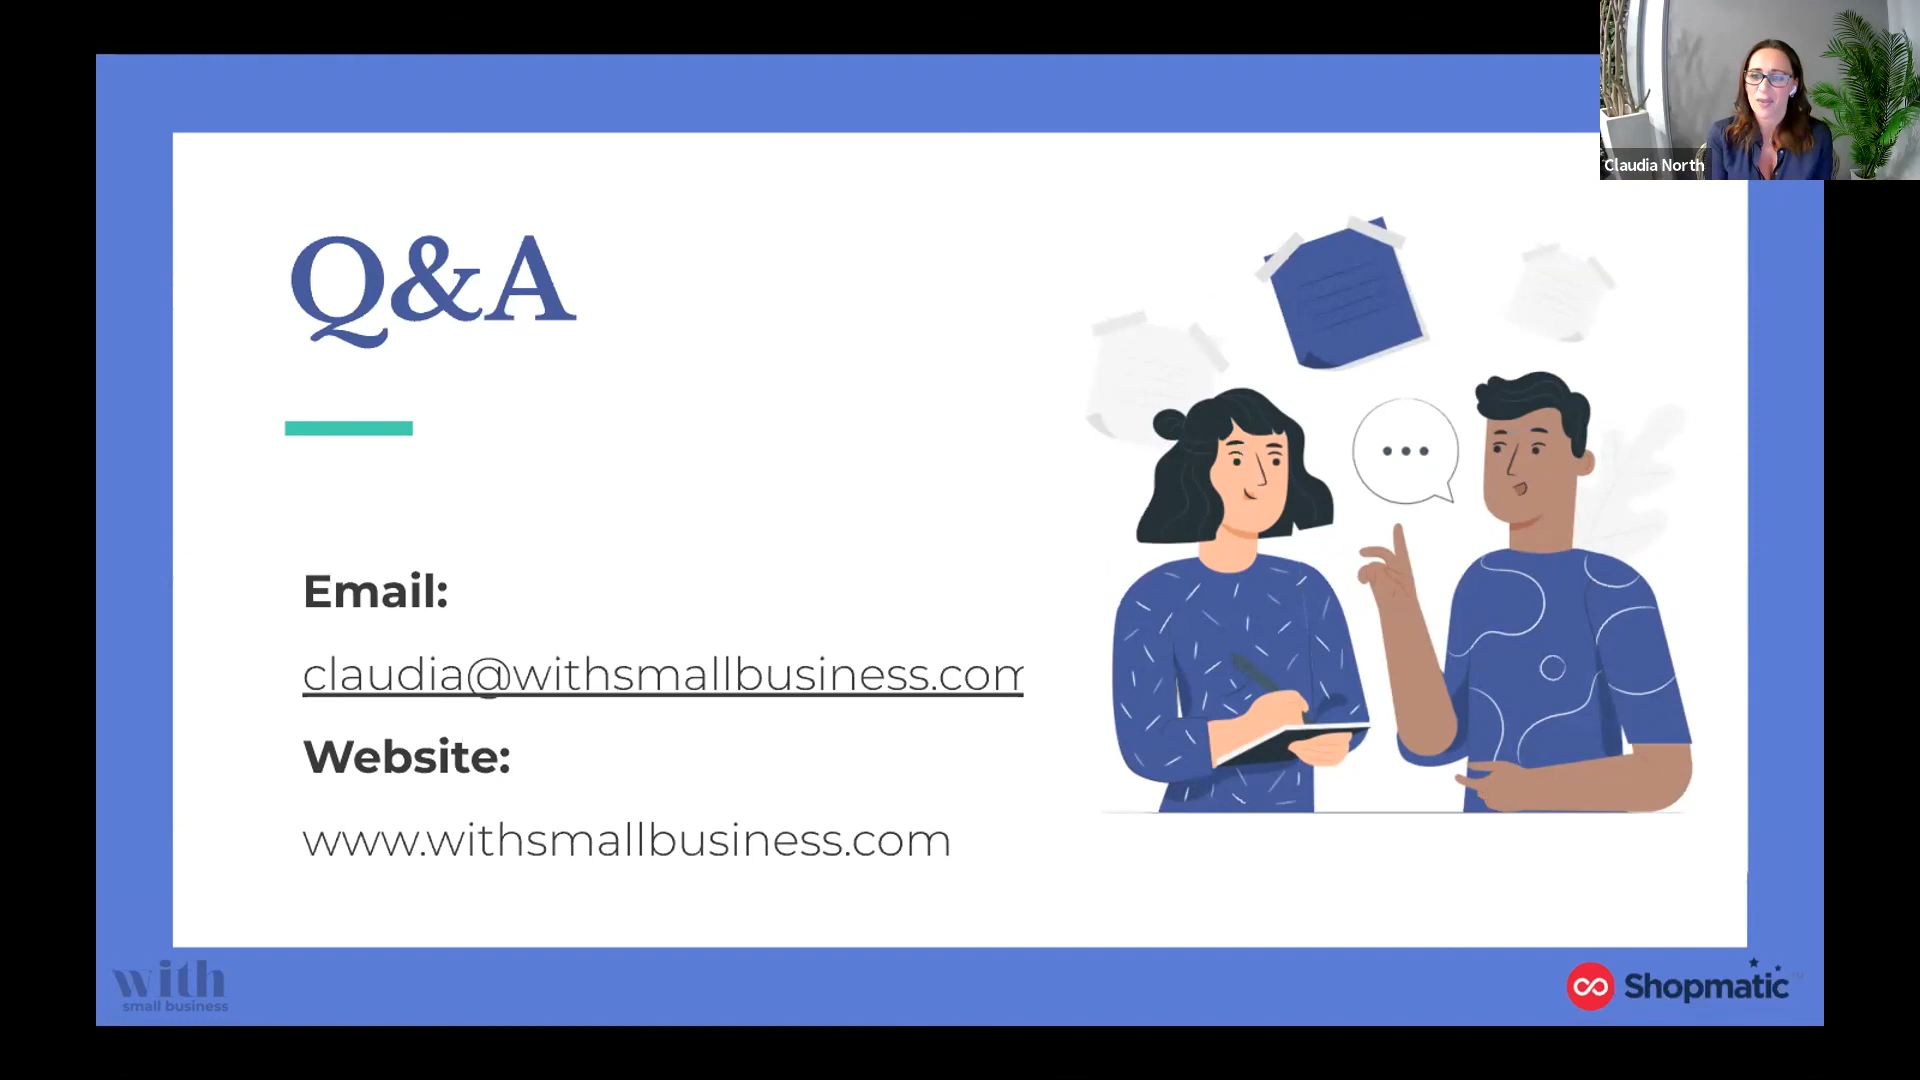 Claudia North
Q&A
Email:
claudia@withsmallbusiness.com
Website:
www.withsmallbusiness.com
with
small business
Shopmatic